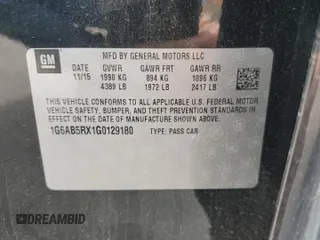 GM
MFD BY GENERAL MOTORS LLC
DATE GVWR GAWR FRT GAWR RR
11/15 1990 KG 894 KG 1096 KG
4389 LB 1972 LB 2417 LB
THIS VEHICLE CONFORMS TO ALL APPLICABLE U.S. FEDERAL MOTOR
VEHICLE SAFETY, BUMPER, AND THEFT PREVENTION STANDARDS IN
EFFECT ON THE DATE OF MANUFACTURE SHOWN ABOVE.
1G6AB5RX1G0129180 TYPE: PASS CAR
DREAMBID